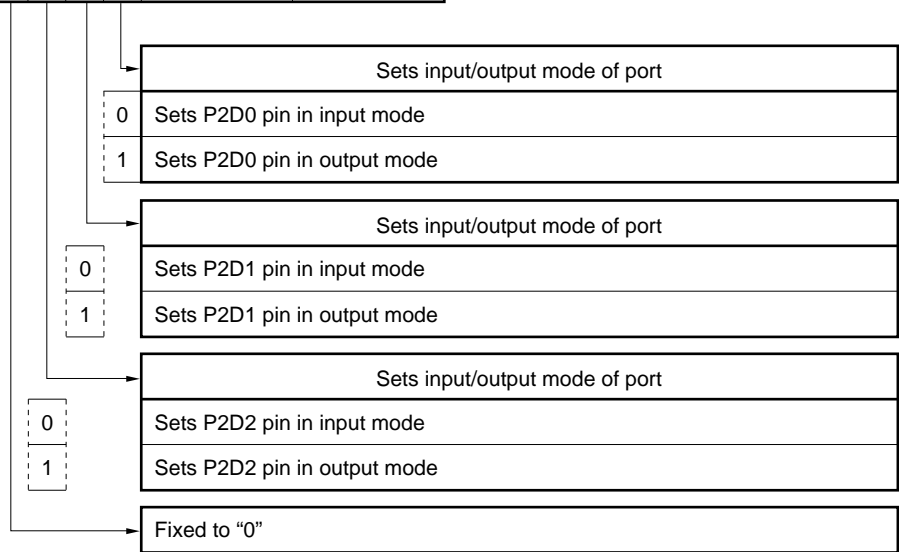 Sets input/output mode of port
0 Sets P2D0 pin in input mode
1 Sets P2D0 pin in output mode
Sets input/output mode of port
0 Sets P2D1 pin in input mode
1 Sets P2D1 pin in output mode
Sets input/output mode of port
0 Sets P2D2 pin in input mode
1 Sets P2D2 pin in output mode
Fixed to “0”